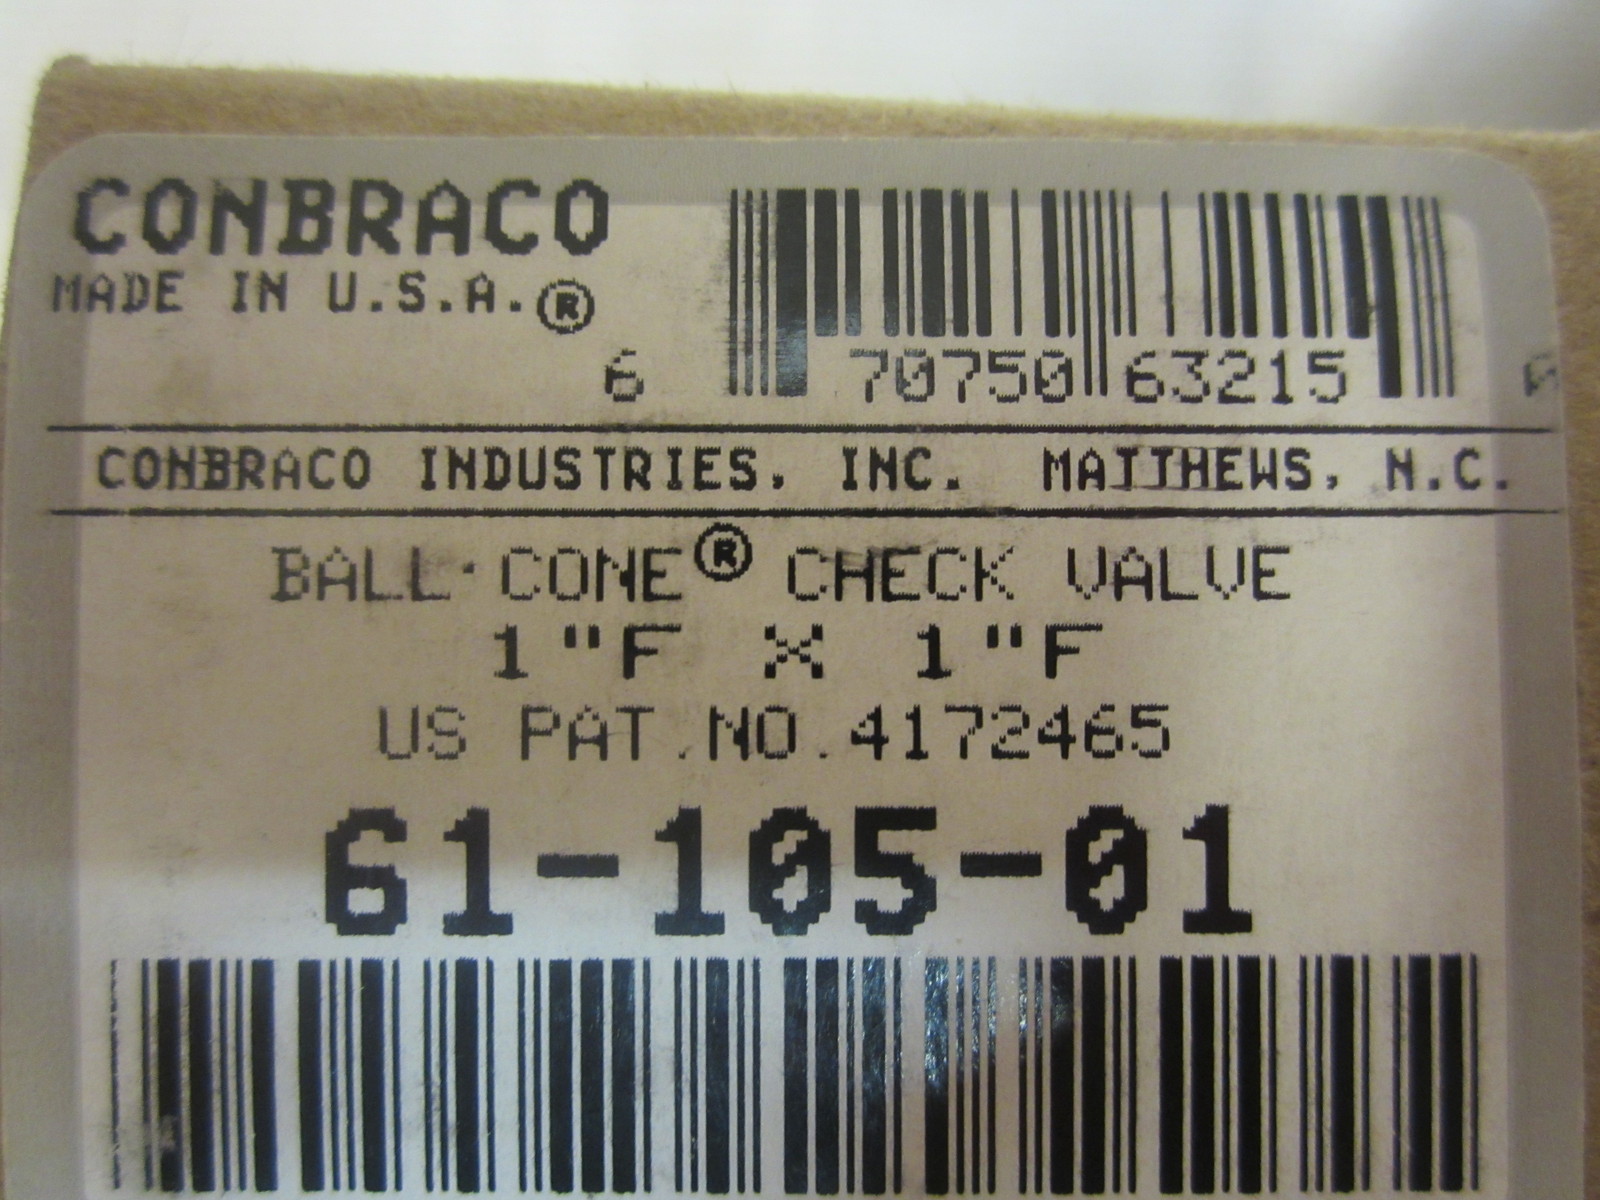 CONBRACO
MADE IN U.S.A.®
6 70750 63215
CONBRACO INDUSTRIES, INC. MATTHEWS, N.C.
BALL·CONE® CHECK VALVE
1"F X 1"F
US PAT.NO.4172465
61-105-01